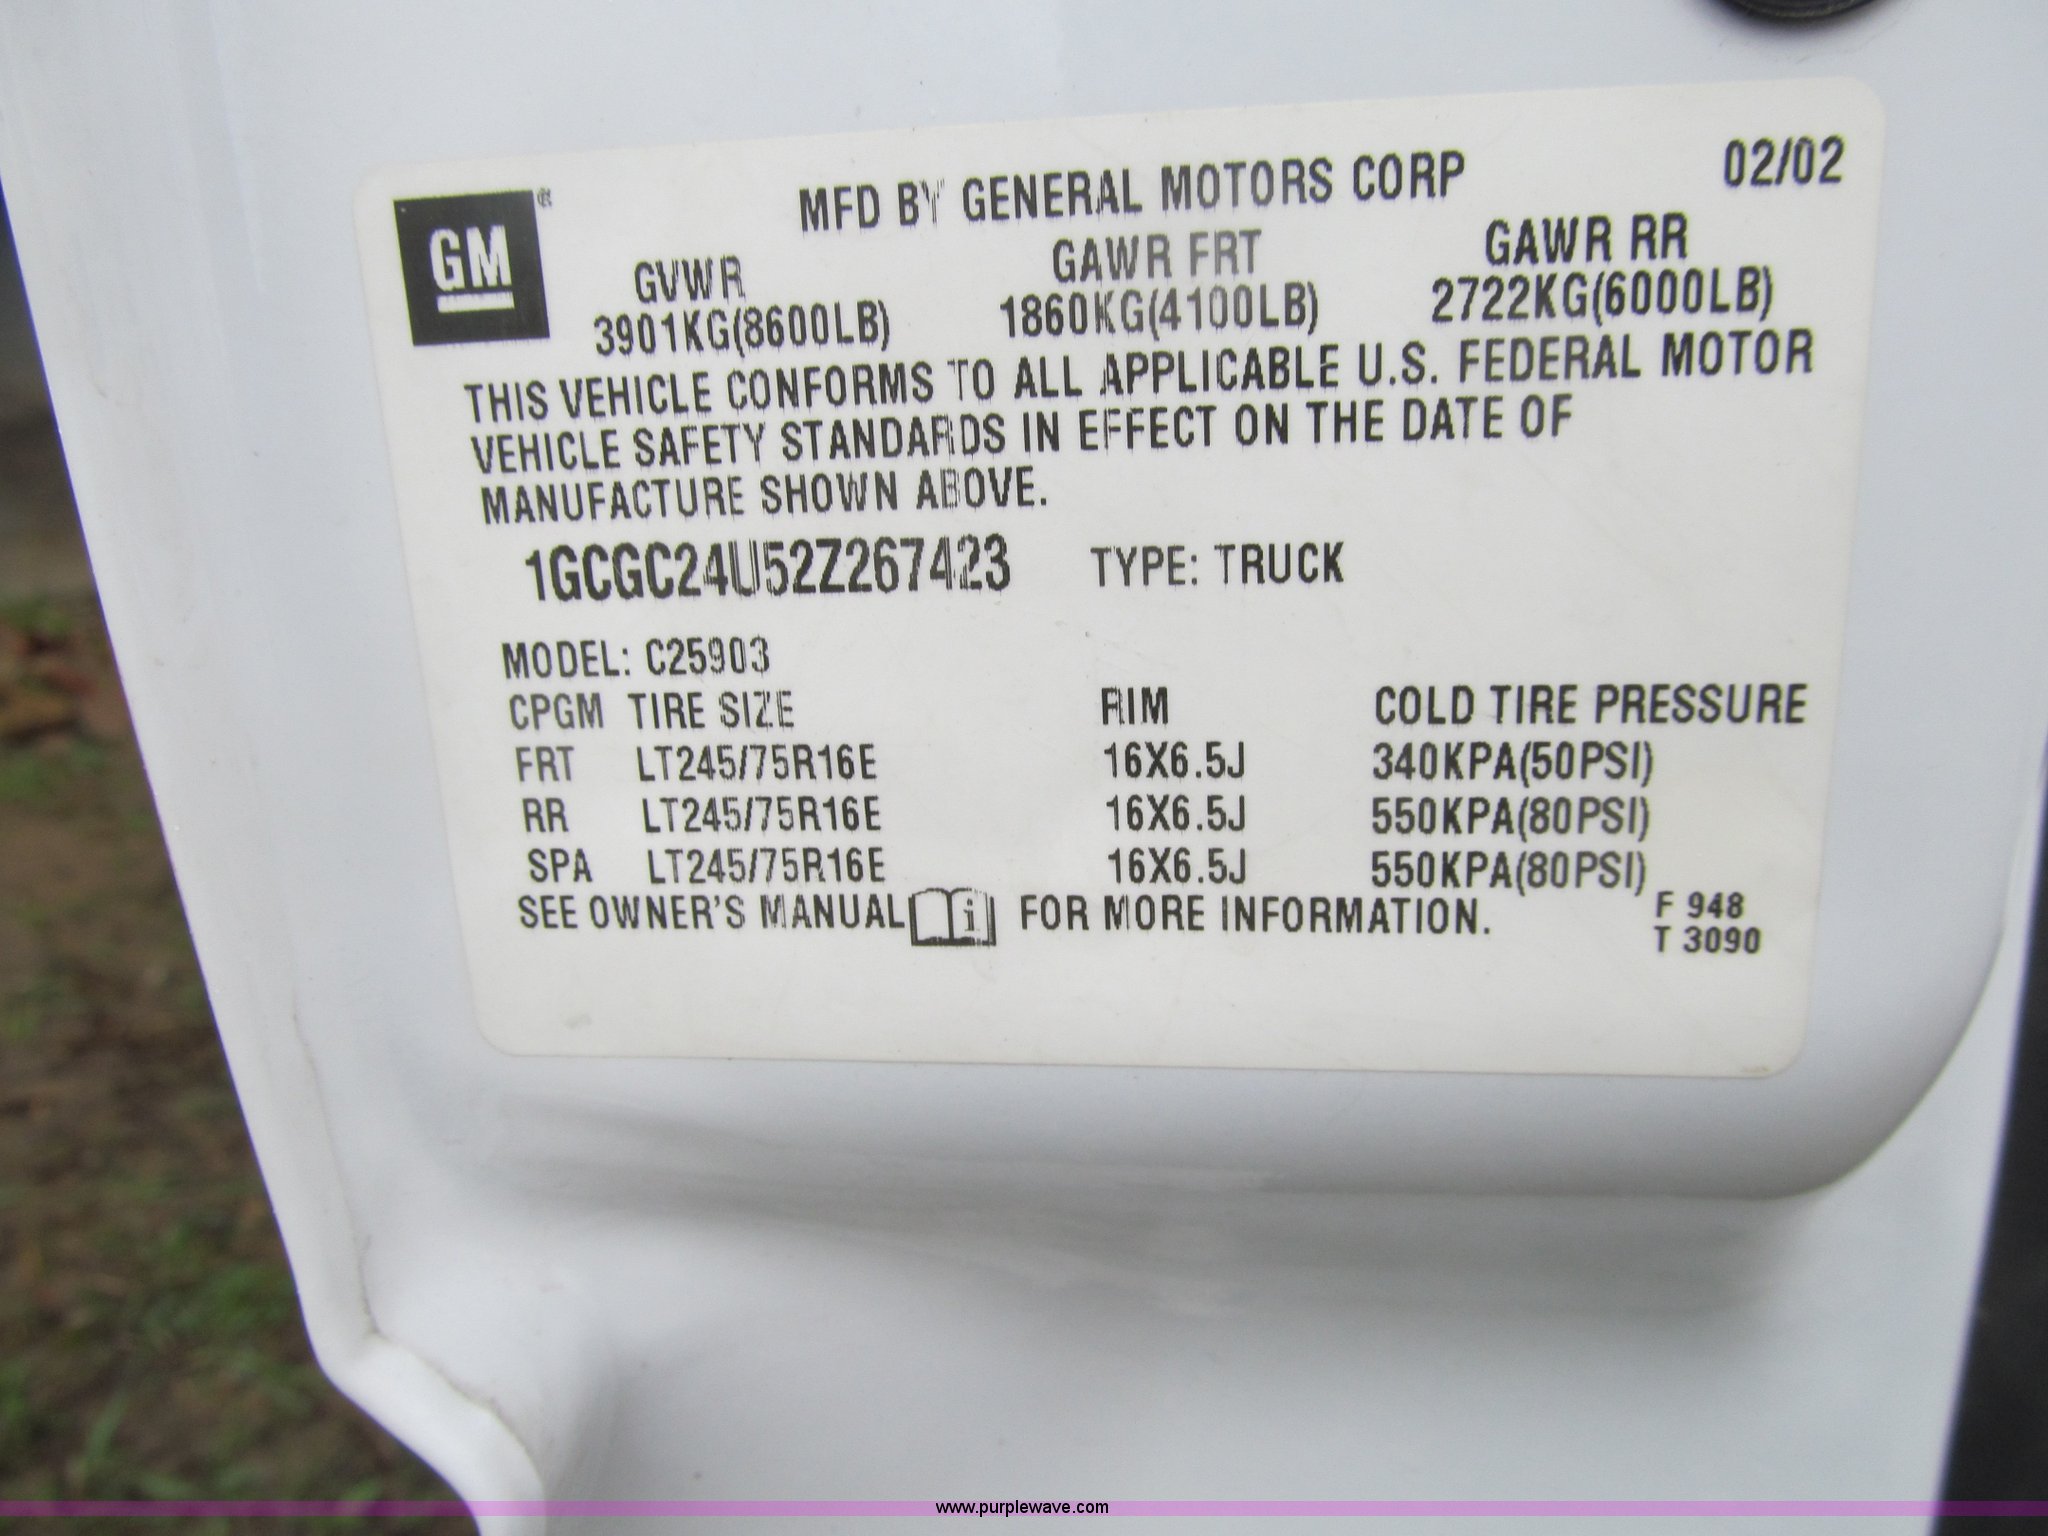 GM
MFD BY GENERAL MOTORS CORP 02/02
GVWR GAWR FRT GAWR RR
3901KG(8600LB) 1860KG(4100LB) 2722KG(6000LB)
THIS VEHICLE CONFORMS TO ALL APPLICABLE U.S. FEDERAL MOTOR
VEHICLE SAFETY STANDARDS IN EFFECT ON THE DATE OF
MANUFACTURE SHOWN ABOVE.
1GCGC24U52Z267423 TYPE: TRUCK
MODEL: C25903
CPGM TIRE SIZE RIM COLD TIRE PRESSURE
FRT LT245/75R16E 16X6.5J 340KPA(50PSI)
RR LT245/75R16E 16X6.5J 550KPA(80PSI)
SPA LT245/75R16E 16X6.5J 550KPA(80PSI)
SEE OWNER'S MANUAL i FOR MORE INFORMATION.
F 948
T 3090
www.purplewave.com